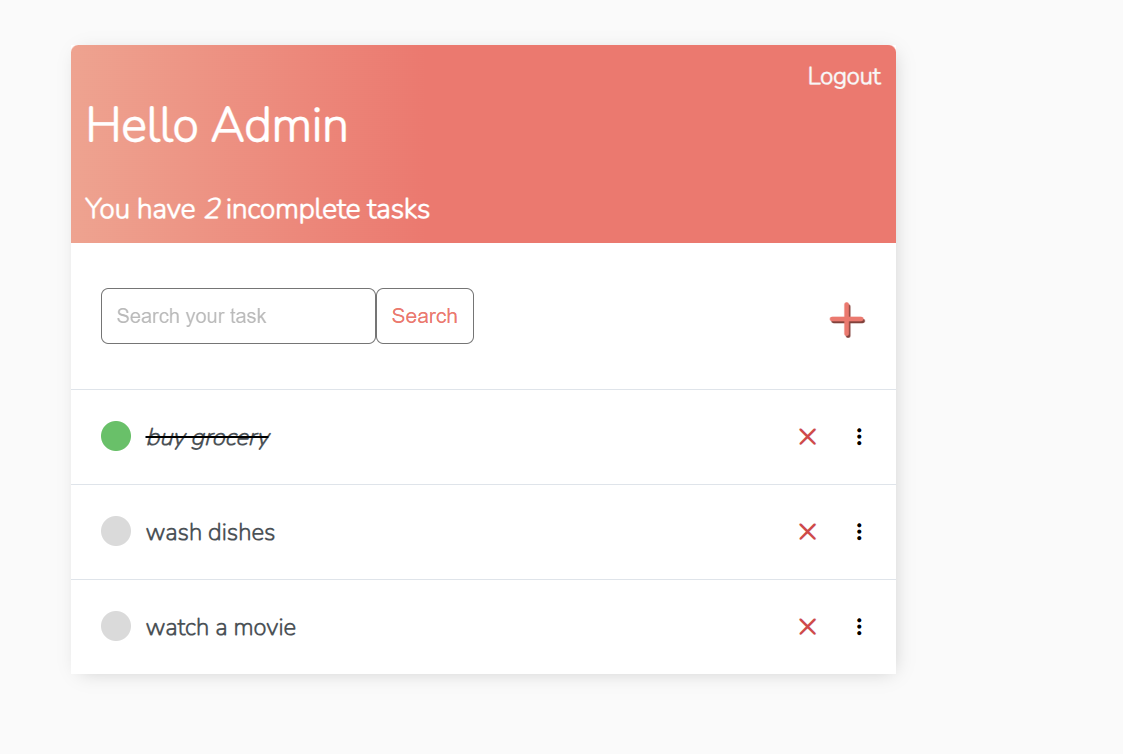 Logout
Hello Admin
You have 2 incomplete tasks
Search your task Search
buy grocery
wash dishes
watch a movie